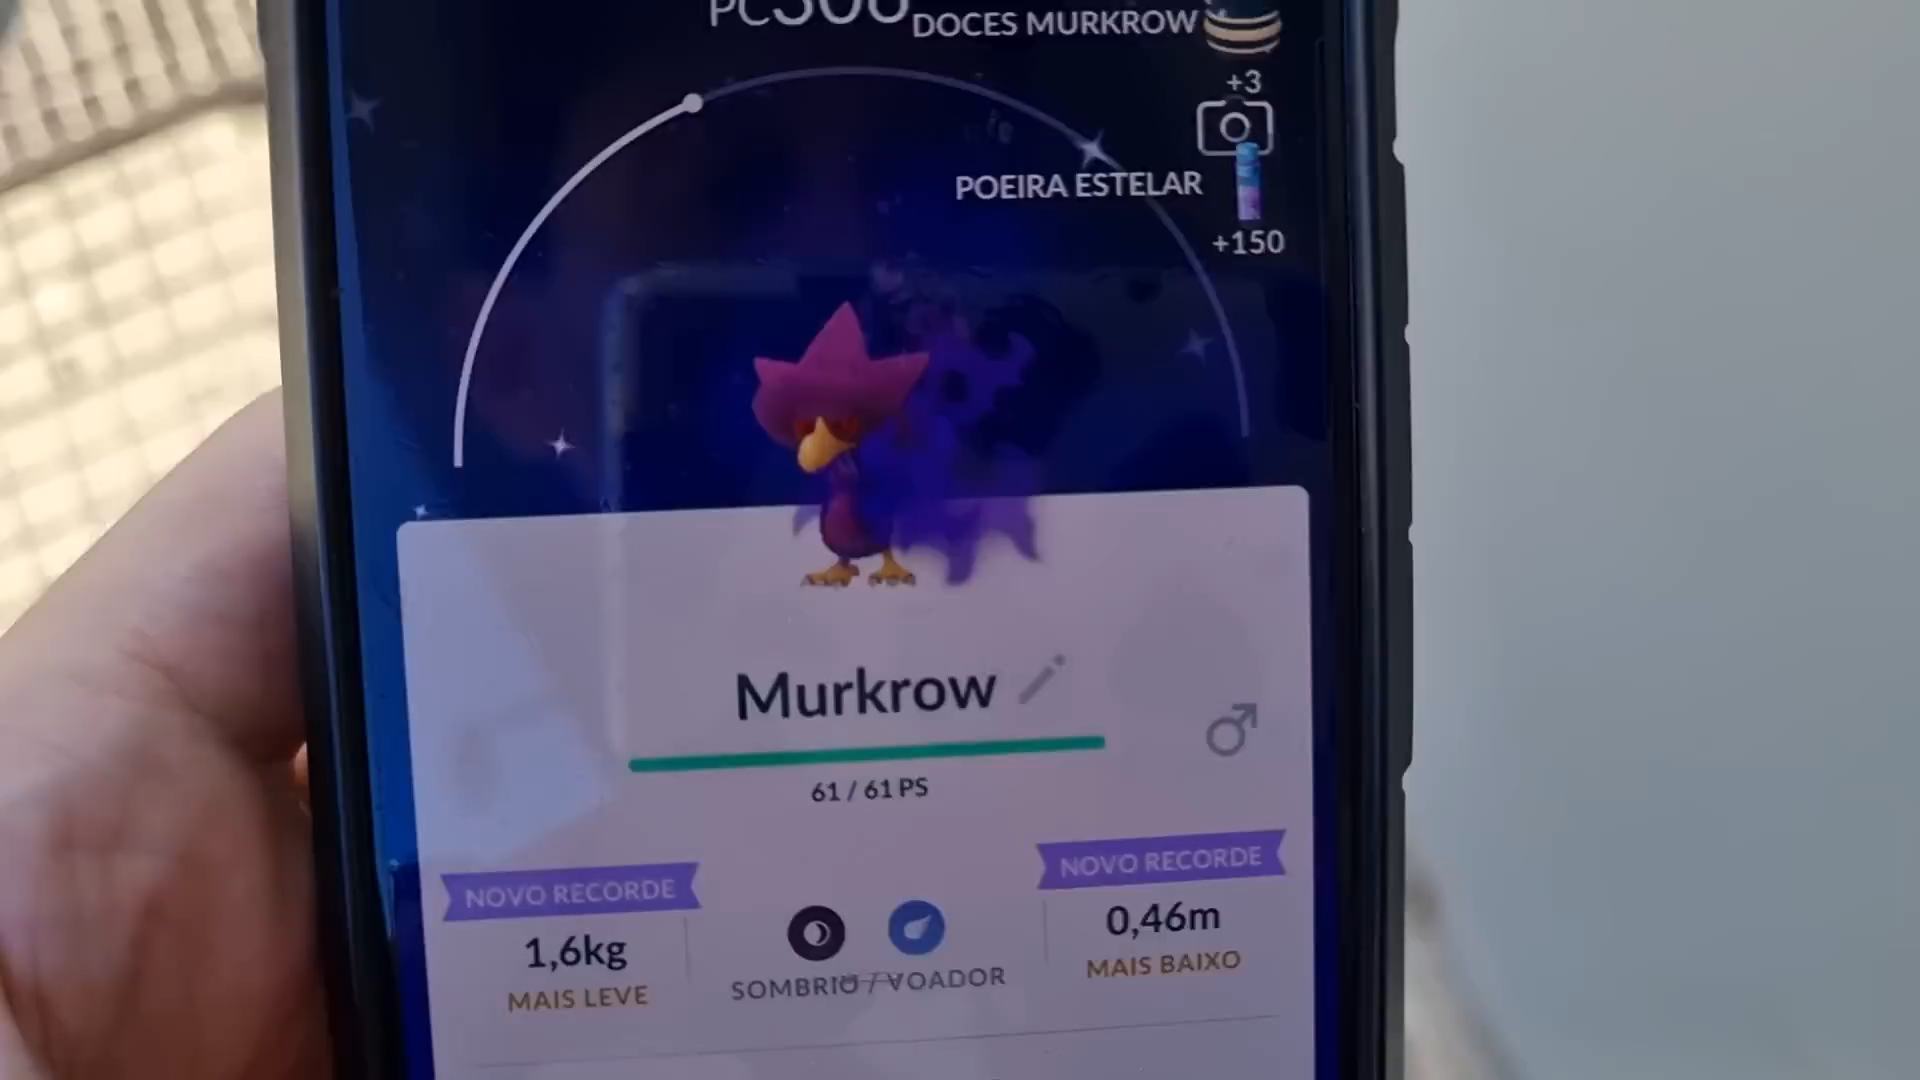 PC
DOCES MURKROW
+3
POEIRA ESTELAR
+150
Murkrow
61 / 61 PS
NOVO RECORDE
1,6kg
MAIS LEVE
SOMBRIO / VOADOR
NOVO RECORDE
0,46m
MAIS BAIXO